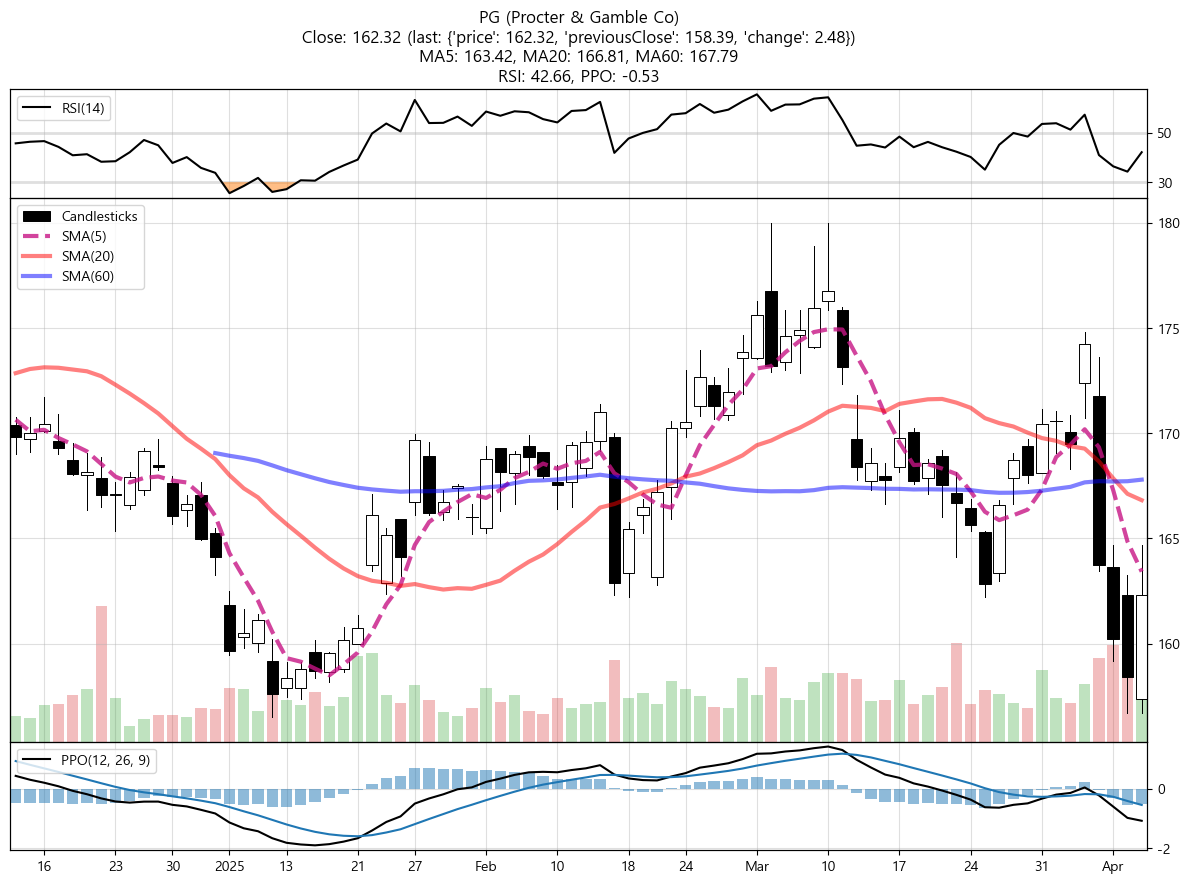 PG (Procter & Gamble Co)
Close: 162.32 (last: {'price': 162.32, 'previousClose': 158.39, 'change': 2.48})
MA5: 163.42, MA20: 166.81, MA60: 167.79
RSI: 42.66, PPO: -0.53
RSI(14)
50
30
Candlesticks
SMA(5)
SMA(20)
SMA(60)
180
175
170
165
160
PPO(12, 26, 9)
0
-2
16 23 30 2025 13 21 27 Feb 10 18 24 Mar 10 17 24 31 Apr